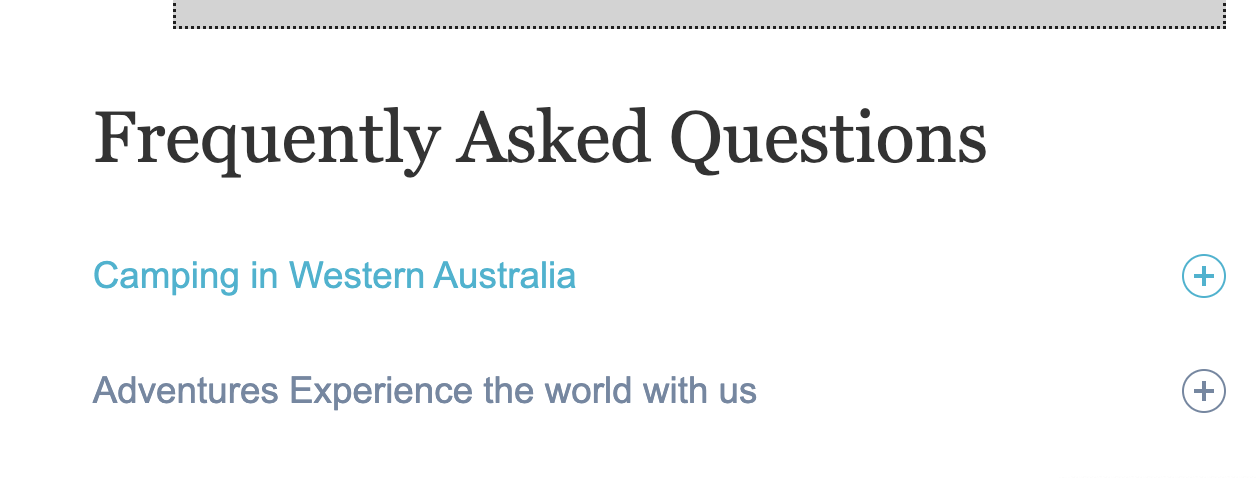 Frequently Asked Questions
Camping in Western Australia
Adventures Experience the world with us